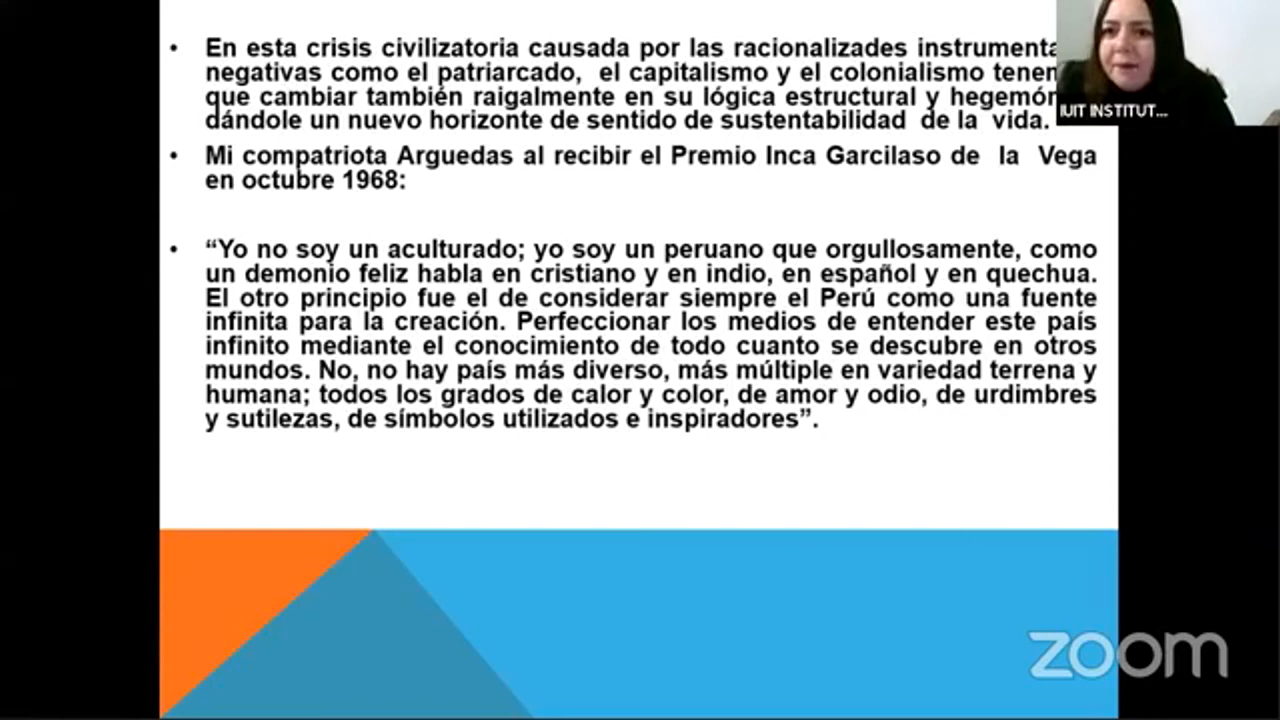 • En esta crisis civilizatoria causada por las racionalizades
negativas como el patriarcado, el capitalismo y el colonialismo
que cambiar también raigalmente en su lógica estructural y
dándole un nuevo horizonte de sentido de sustentabilidad de la vida.
• Mi compatriota Arguedas al recibir el Premio Inca Garcilaso de la Vega
en octubre 1968:
• “Yo no soy un aculturado; yo soy un peruano que orgullosamente, como
un demonio feliz habla en cristiano y en indio, en español y en quechua.
El otro principio fue el de considerar siempre el Perú como una fuente
infinita para la creación. Perfeccionar los medios de entender este país
infinito mediante el conocimiento de todo cuanto se descubre en otros
mundos. No, no hay país más diverso, más múltiple en variedad terrena y
humana; todos los grados de calor y color, de amor y odio, de urdimbres
y sutilezas, de símbolos utilizados e inspiradores”.
IUIT INSTITUT...
zoom